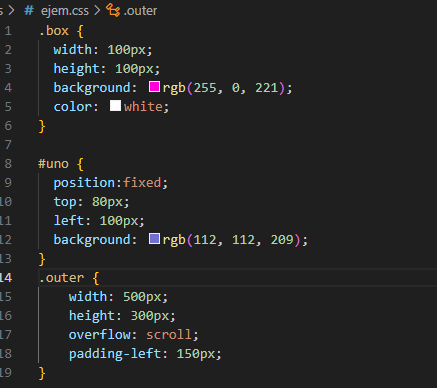 s > # ejem.css > .outer
1 .box {
2 width: 100px;
3 height: 100px;
4 background: rgb(255, 0, 221);
5 color: white;
6 }
7
8 #uno {
9 position:fixed;
10 top: 80px;
11 left: 100px;
12 background: rgb(112, 112, 209);
13 }
14 .outer {
15 width: 500px;
16 height: 300px;
17 overflow: scroll;
18 padding-left: 150px;
19 }